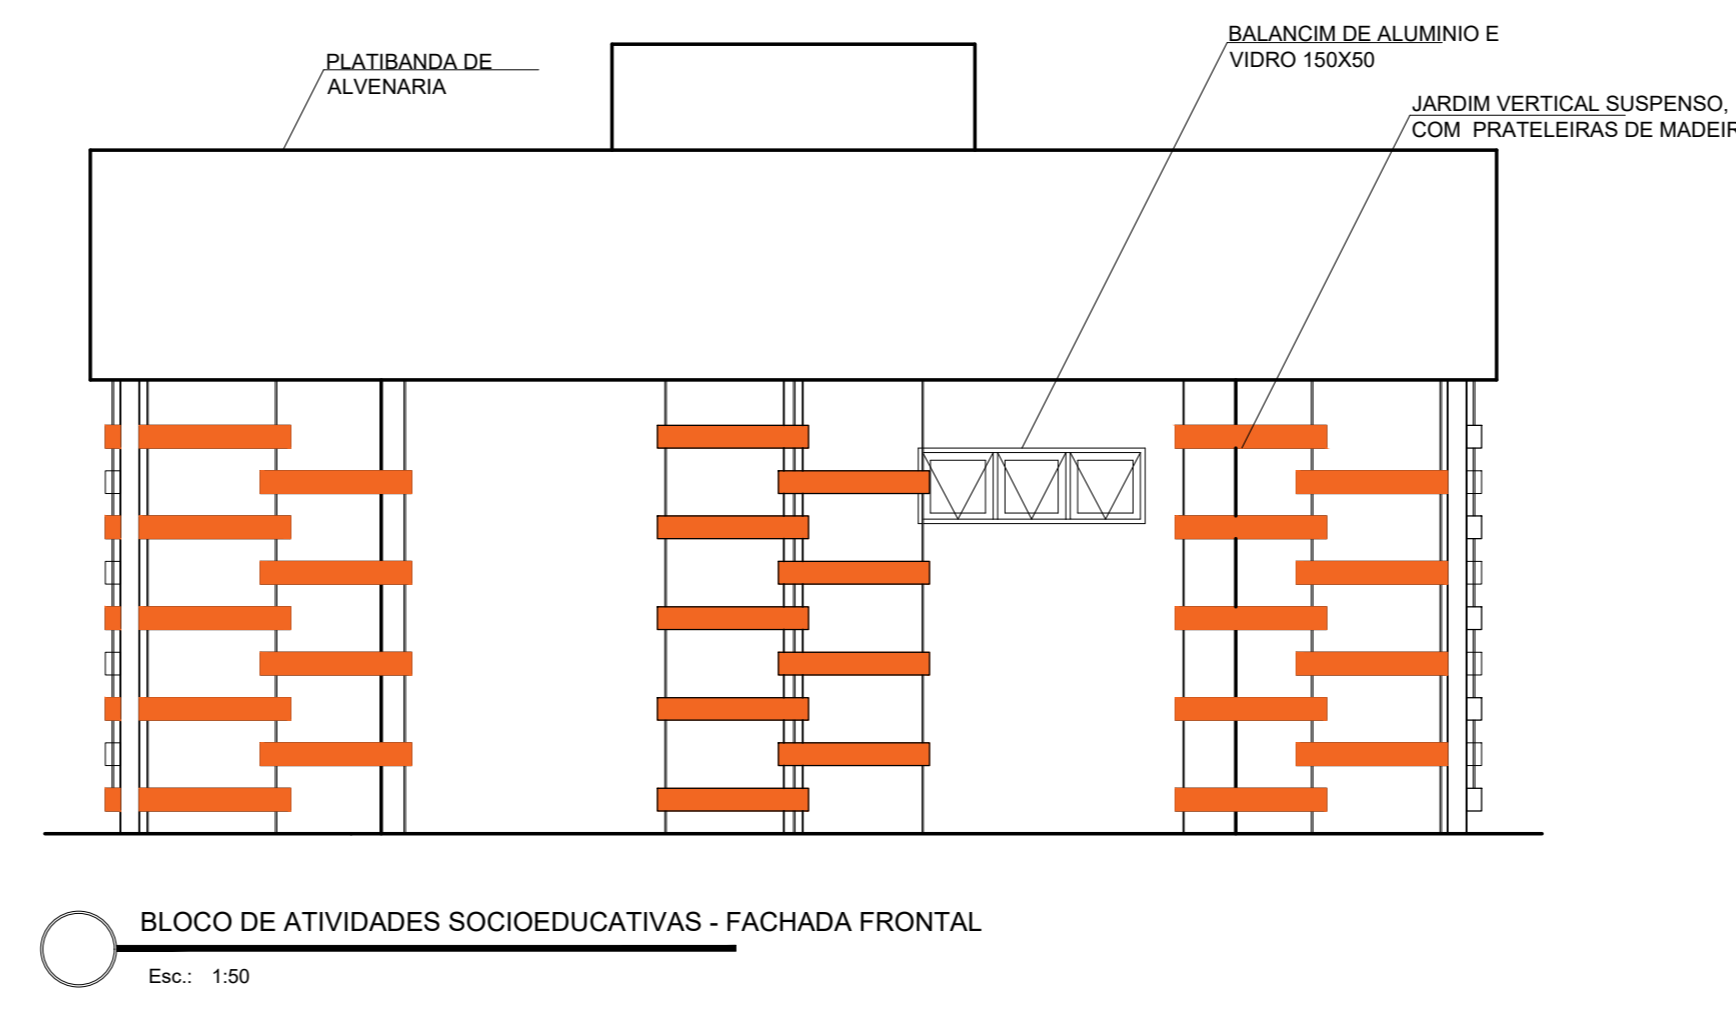 PLATIBANDA DE
ALVENARIA
BALANCIM DE ALUMINIO E
VIDRO 150X50
JARDIM VERTICAL SUSPENSO,
COM PRATELEIRAS DE MADEIR
BLOCO DE ATIVIDADES SOCIOEDUCATIVAS - FACHADA FRONTAL
Esc.: 1:50